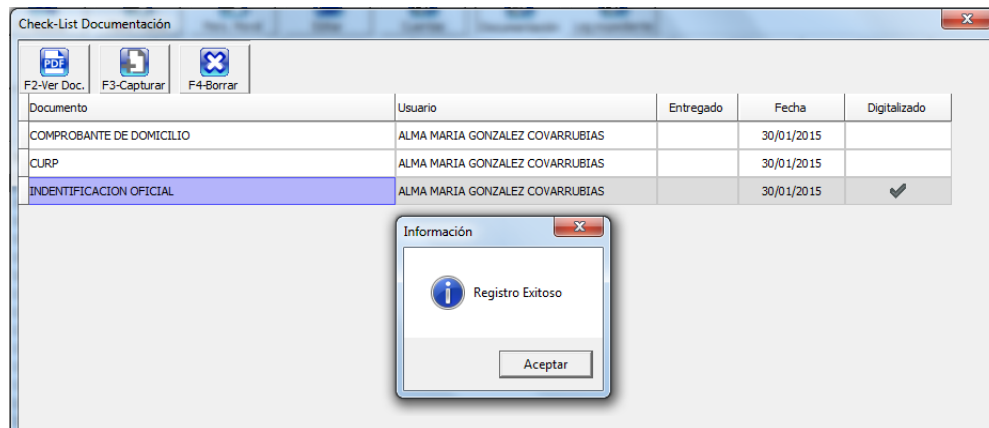 Check-List Documentación
PDF
F2-Ver Doc. F3-Capturar F4-Borrar
Documento Usuario Entregado Fecha Digitalizado
COMPROBANTE DE DOMICILIO ALMA MARIA GONZALEZ COVARRUBIAS 30/01/2015
CURP ALMA MARIA GONZALEZ COVARRUBIAS 30/01/2015
INDENTIFICACION OFICIAL ALMA MARIA GONZALEZ COVARRUBIAS 30/01/2015
Información
Registro Exitoso
Aceptar